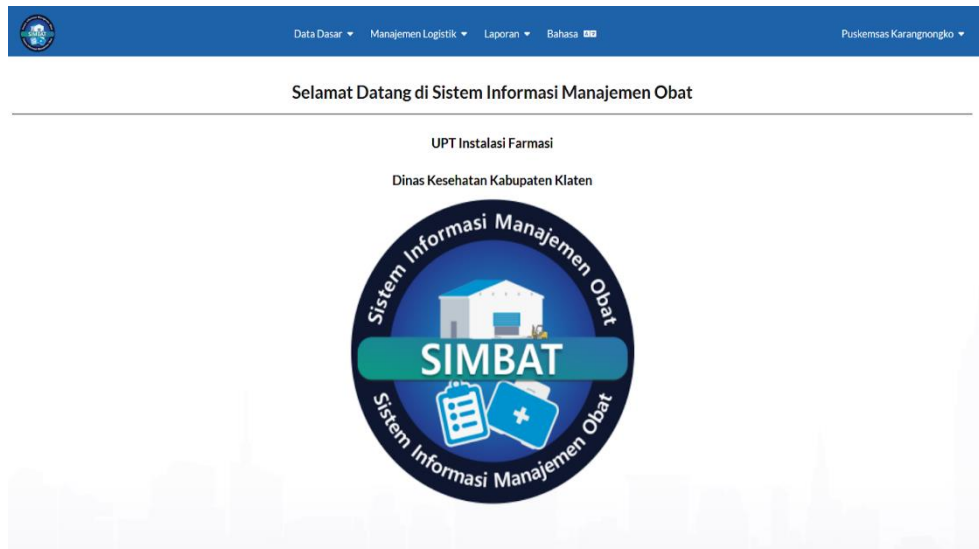 Data Dasar
Manajemen Logistik
Laporan
Bahasa
Puskemsas Karangnongko
Selamat Datang di Sistem Informasi Manajemen Obat
UPT Instalasi Farmasi
Dinas Kesehatan Kabupaten Klaten
Sistem Informasi Manajemen Obat
SIMBAT
Sistem Informasi Manajemen Obat